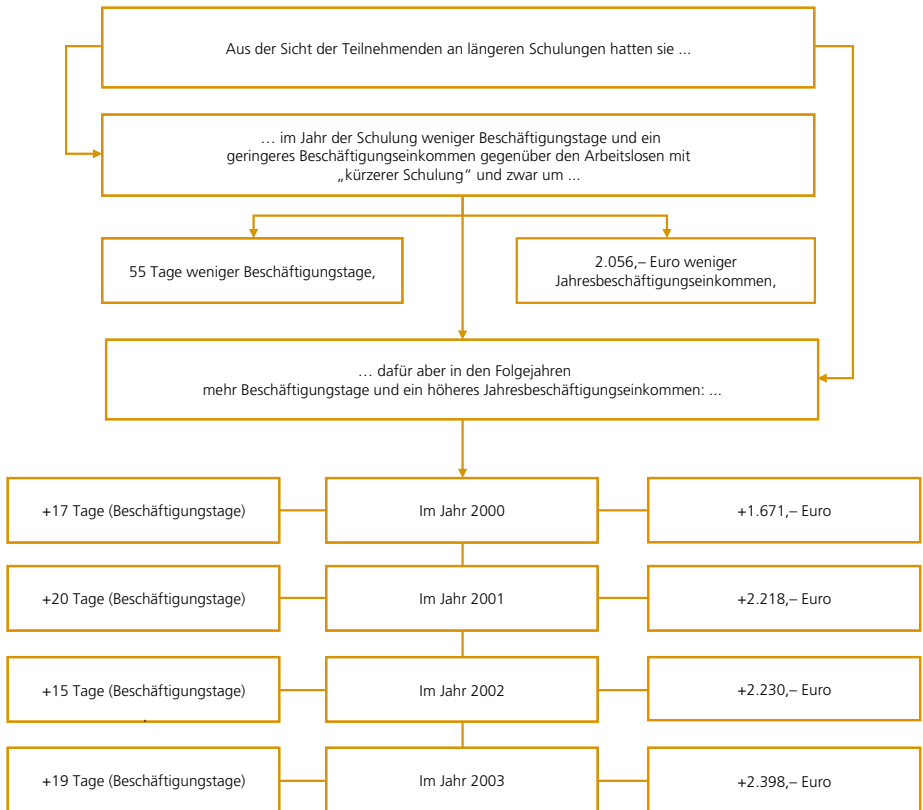 Aus der Sicht der Teilnehmenden an längeren Schulungen hatten sie ...
… im Jahr der Schulung weniger Beschäftigungstage und ein
geringeres Beschäftigungseinkommen gegenüber den Arbeitslosen mit
„kürzerer Schulung“ und zwar um ...
55 Tage weniger Beschäftigungstage,
2.056,– Euro weniger
Jahresbeschäftigungseinkommen,
… dafür aber in den Folgejahren
mehr Beschäftigungstage und ein höheres Jahresbeschäftigungseinkommen: ...
+17 Tage (Beschäftigungstage)
Im Jahr 2000
+1.671,– Euro
+20 Tage (Beschäftigungstage)
Im Jahr 2001
+2.218,– Euro
+15 Tage (Beschäftigungstage)
Im Jahr 2002
+2.230,– Euro
+19 Tage (Beschäftigungstage)
Im Jahr 2003
+2.398,– Euro